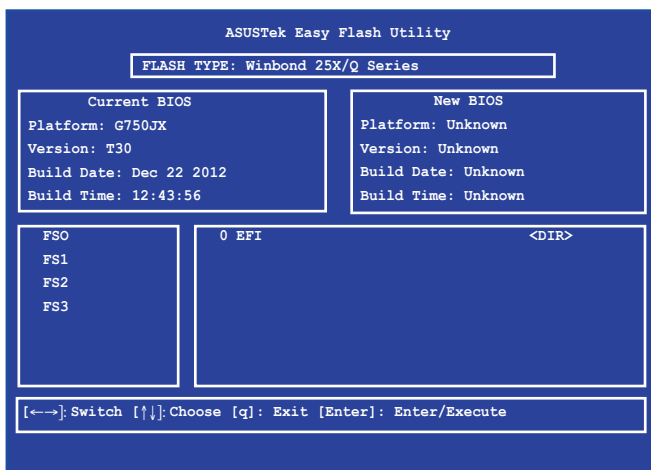 ASUSTek Easy Flash Utility
FLASH TYPE: Winbond 25X/Q Series
Current BIOS
Platform: G750JX
Version: T30
Build Date: Dec 22 2012
Build Time: 12:43:56
New BIOS
Platform: Unknown
Version: Unknown
Build Date: Unknown
Build Time: Unknown
FSO
FS1
FS2
FS3
0 EFI <DIR>
[←→]: Switch [↑↓]: Choose [q]: Exit [Enter]: Enter/Execute